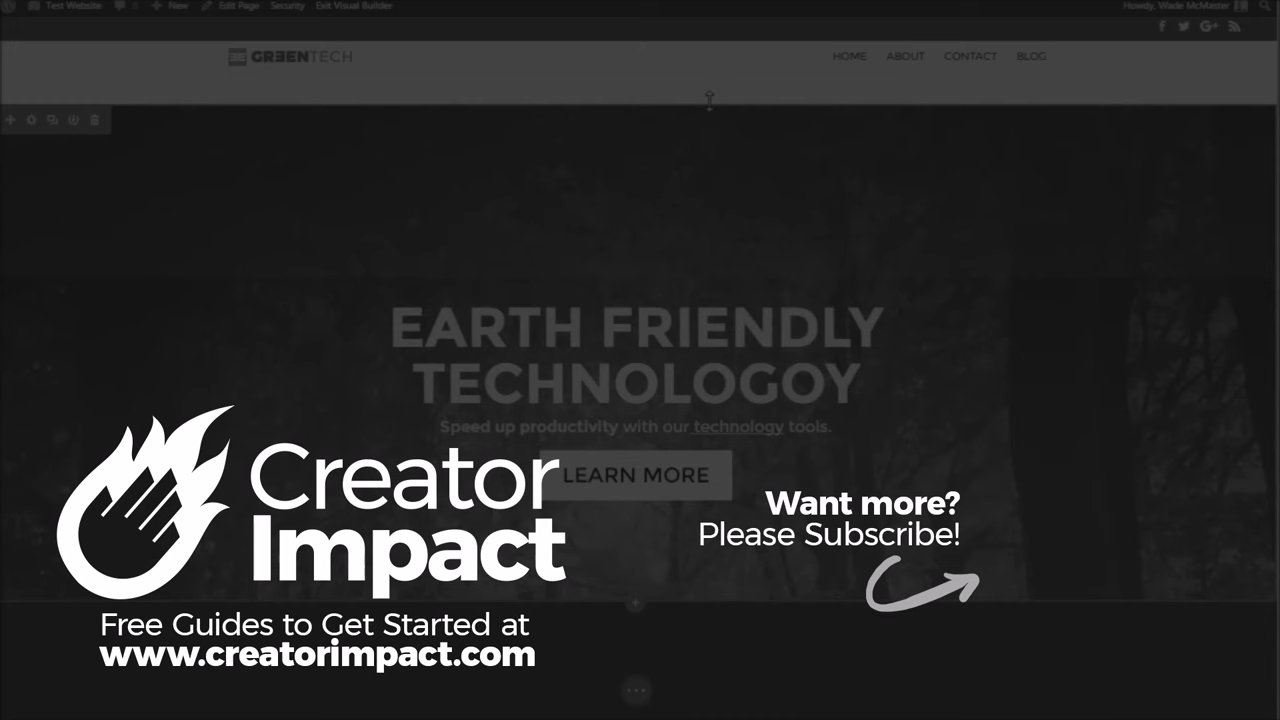 Test Website 0 New Edit Page Security Exit Visual Builder Howdy, Wade McMaster
GREENTECH HOME ABOUT CONTACT BLOG
EARTH FRIENDLY
TECHNOLOGOY
Speed up productivity with our technology tools.
LEARN MORE
Creator
Impact
Want more?
Please Subscribe!
Free Guides to Get Started at
www.creatorimpact.com